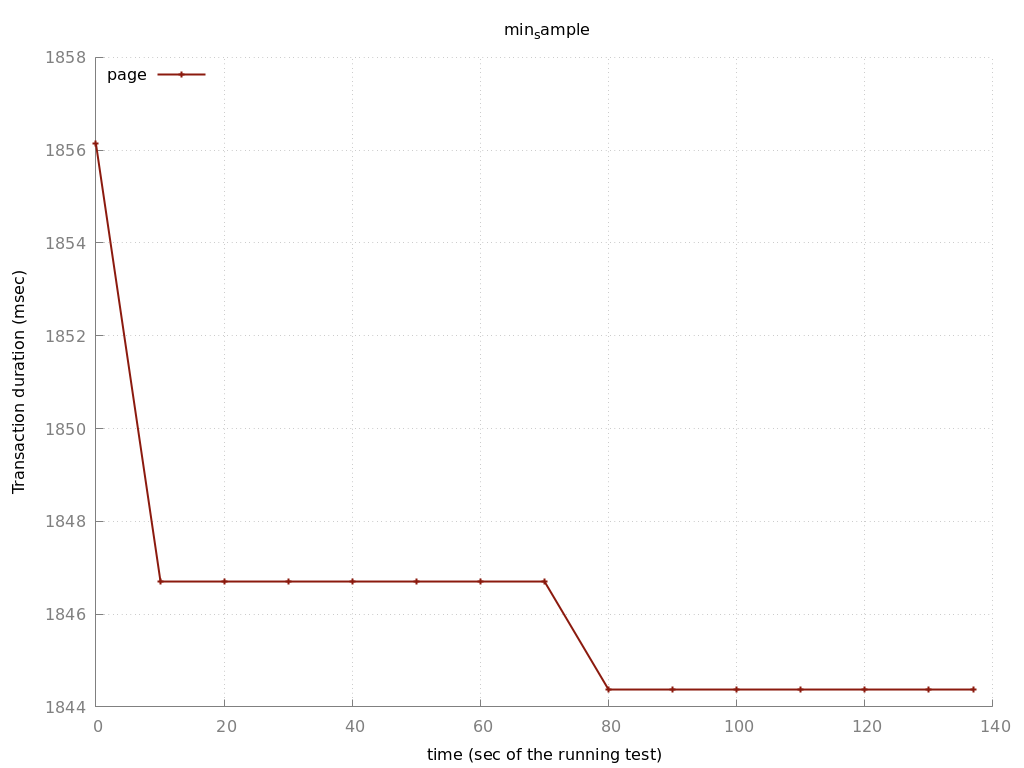 minsample
1858
page
1856
1854
1852
1850
1848
1846
1844
Transaction duration (msec)
0 20 40 60 80 100 120 140
time (sec of the running test)